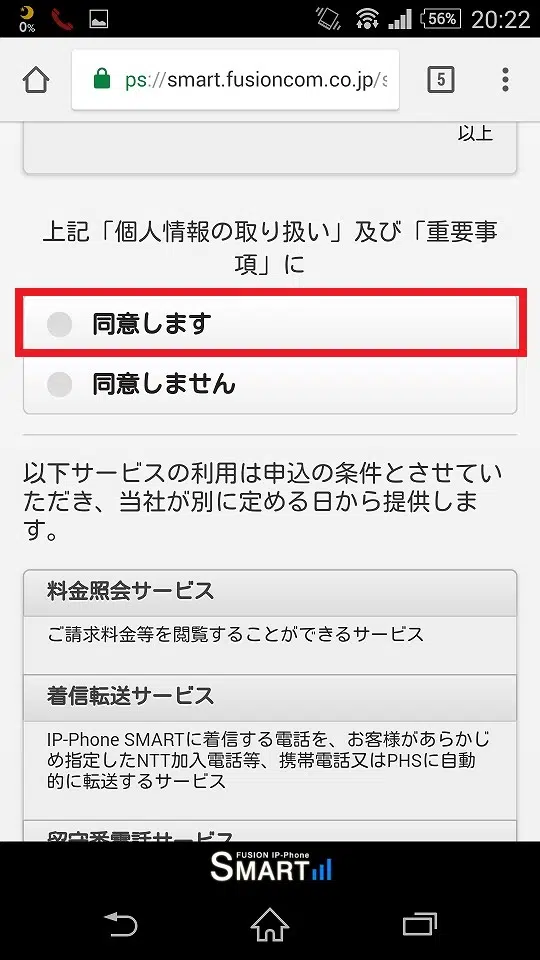 0%
56%
20:22
ps://smart.fusioncom.co.jp/s
5
以上
上記「個人情報の取り扱い」及び「重要事
項」に
同意します
同意しません
以下サービスの利用は申込の条件とさせてい
ただき、当社が別に定める日から提供しま
す。
料金照会サービス
ご請求料金等を閲覧することができるサービス
着信転送サービス
IP-Phone SMARTに着信する電話を、お客様があらかじ
め指定したNTT加入電話等、携帯電話又はPHSに自動
的に転送するサービス
留守番電話サービス
FUSION IP-Phone
SMART